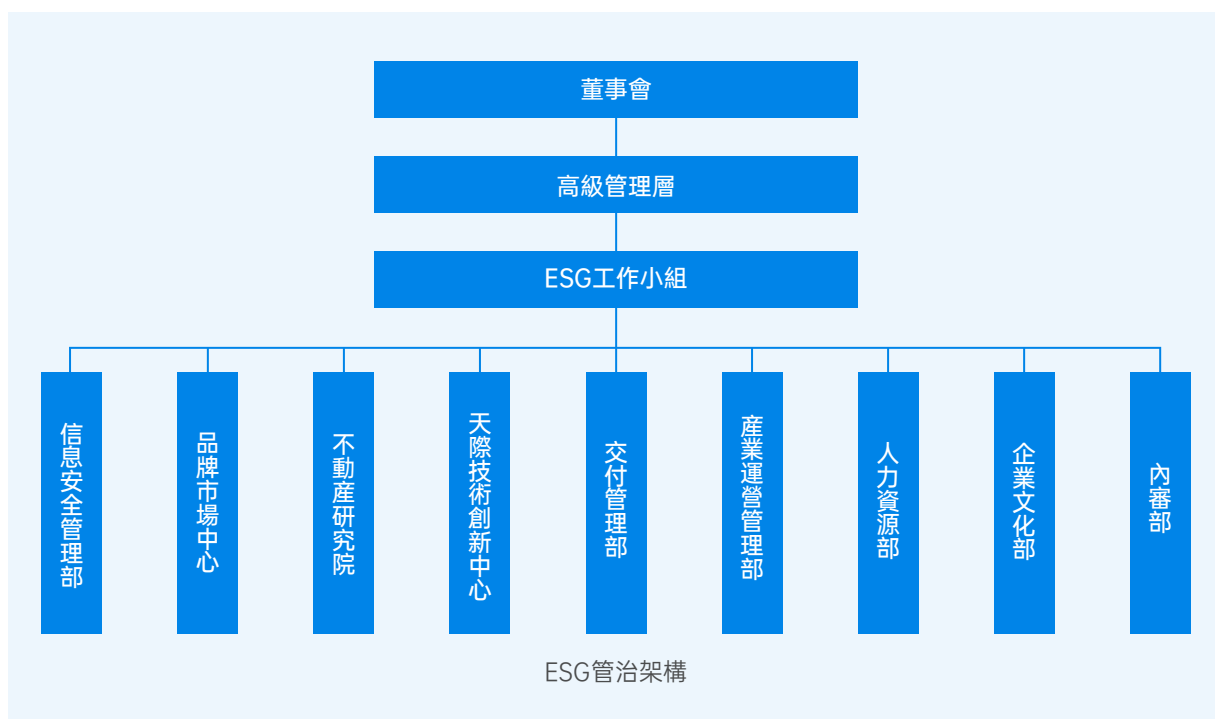 董事會
高級管理層
ESG工作小組
信息安全管理部
品牌市場中心
不動產研究院
天際技術創新中心
交付管理部
產業運營管理部
人力資源部
企業文化部
內審部
ESG管治架構